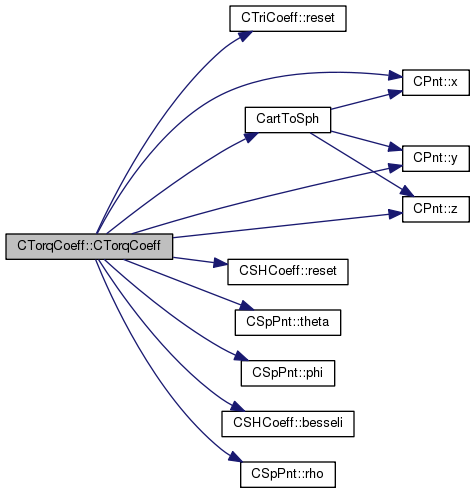 CTriCoeff::reset
CPnt::x
CartToSph
CPnt::y
CPnt::z
CTorqCoeff::CTorqCoeff
CSHCoeff::reset
CSpPnt::theta
CSpPnt::phi
CSHCoeff::besseli
CSpPnt::rho